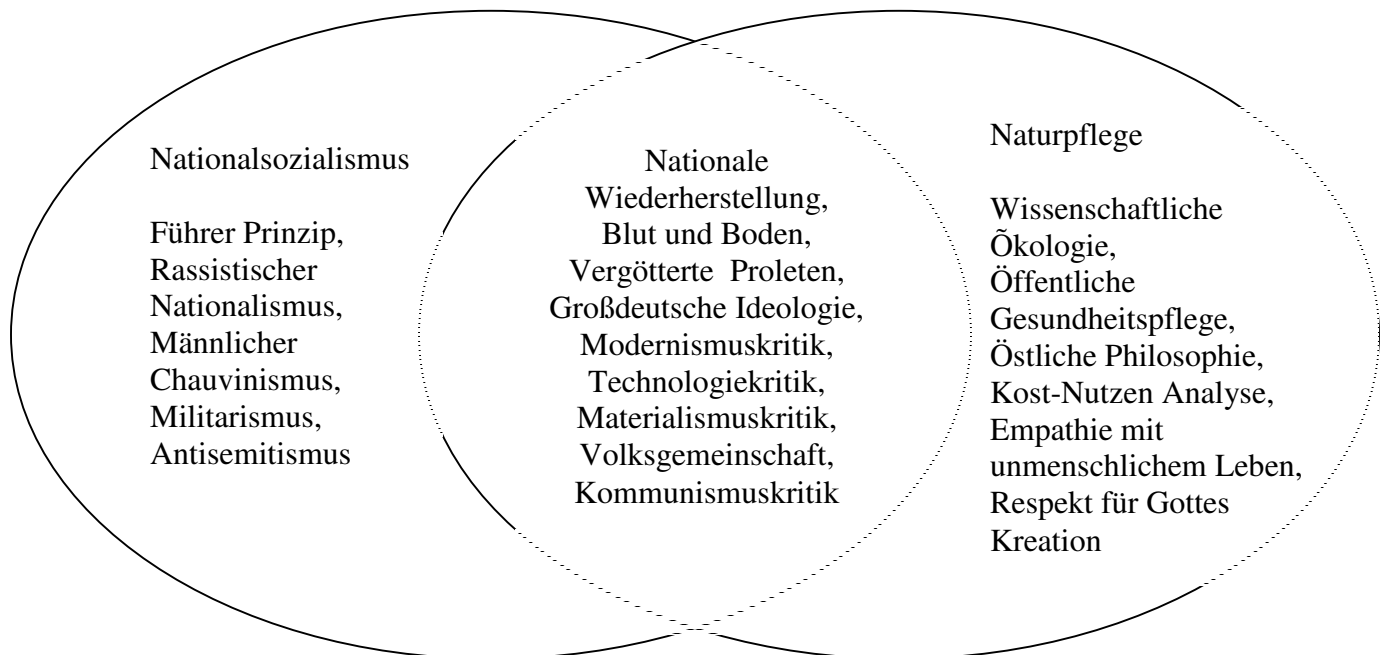 Nationalsozialismus
Führer Prinzip,
Rassistischer
Nationalismus,
Männlicher
Chauvinismus,
Militarismus,
Antisemitismus
Nationale
Wiederherstellung,
Blut und Boden,
Vergötterte Proleten,
Großdeutsche Ideologie,
Modernismuskritik,
Technologiekritik,
Materialismuskritik,
Volksgemeinschaft,
Kommunismuskritik
Naturpflege
Wissenschaftliche
Õkologie,
Öffentliche
Gesundheitspflege,
Östliche Philosophie,
Kost-Nutzen Analyse,
Empathie mit
unmenschlichem Leben,
Respekt für Gottes
Kreation